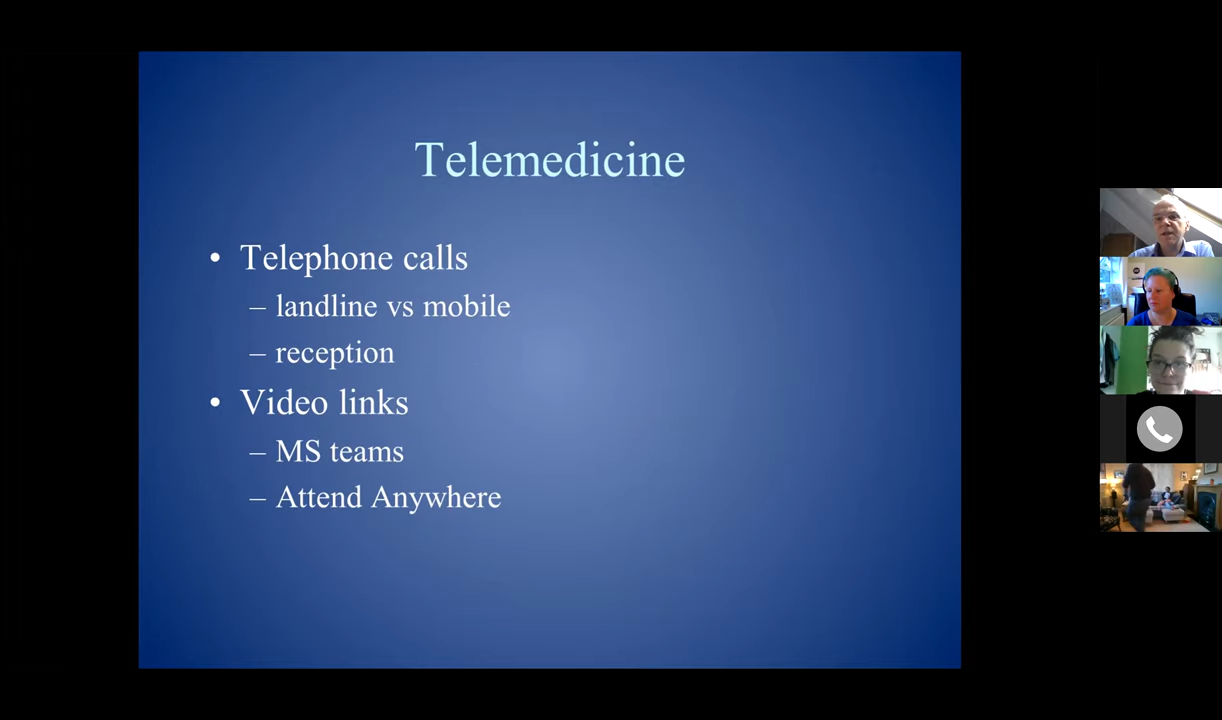 Telemedicine
• Telephone calls
– landline vs mobile
– reception
• Video links
– MS teams
– Attend Anywhere